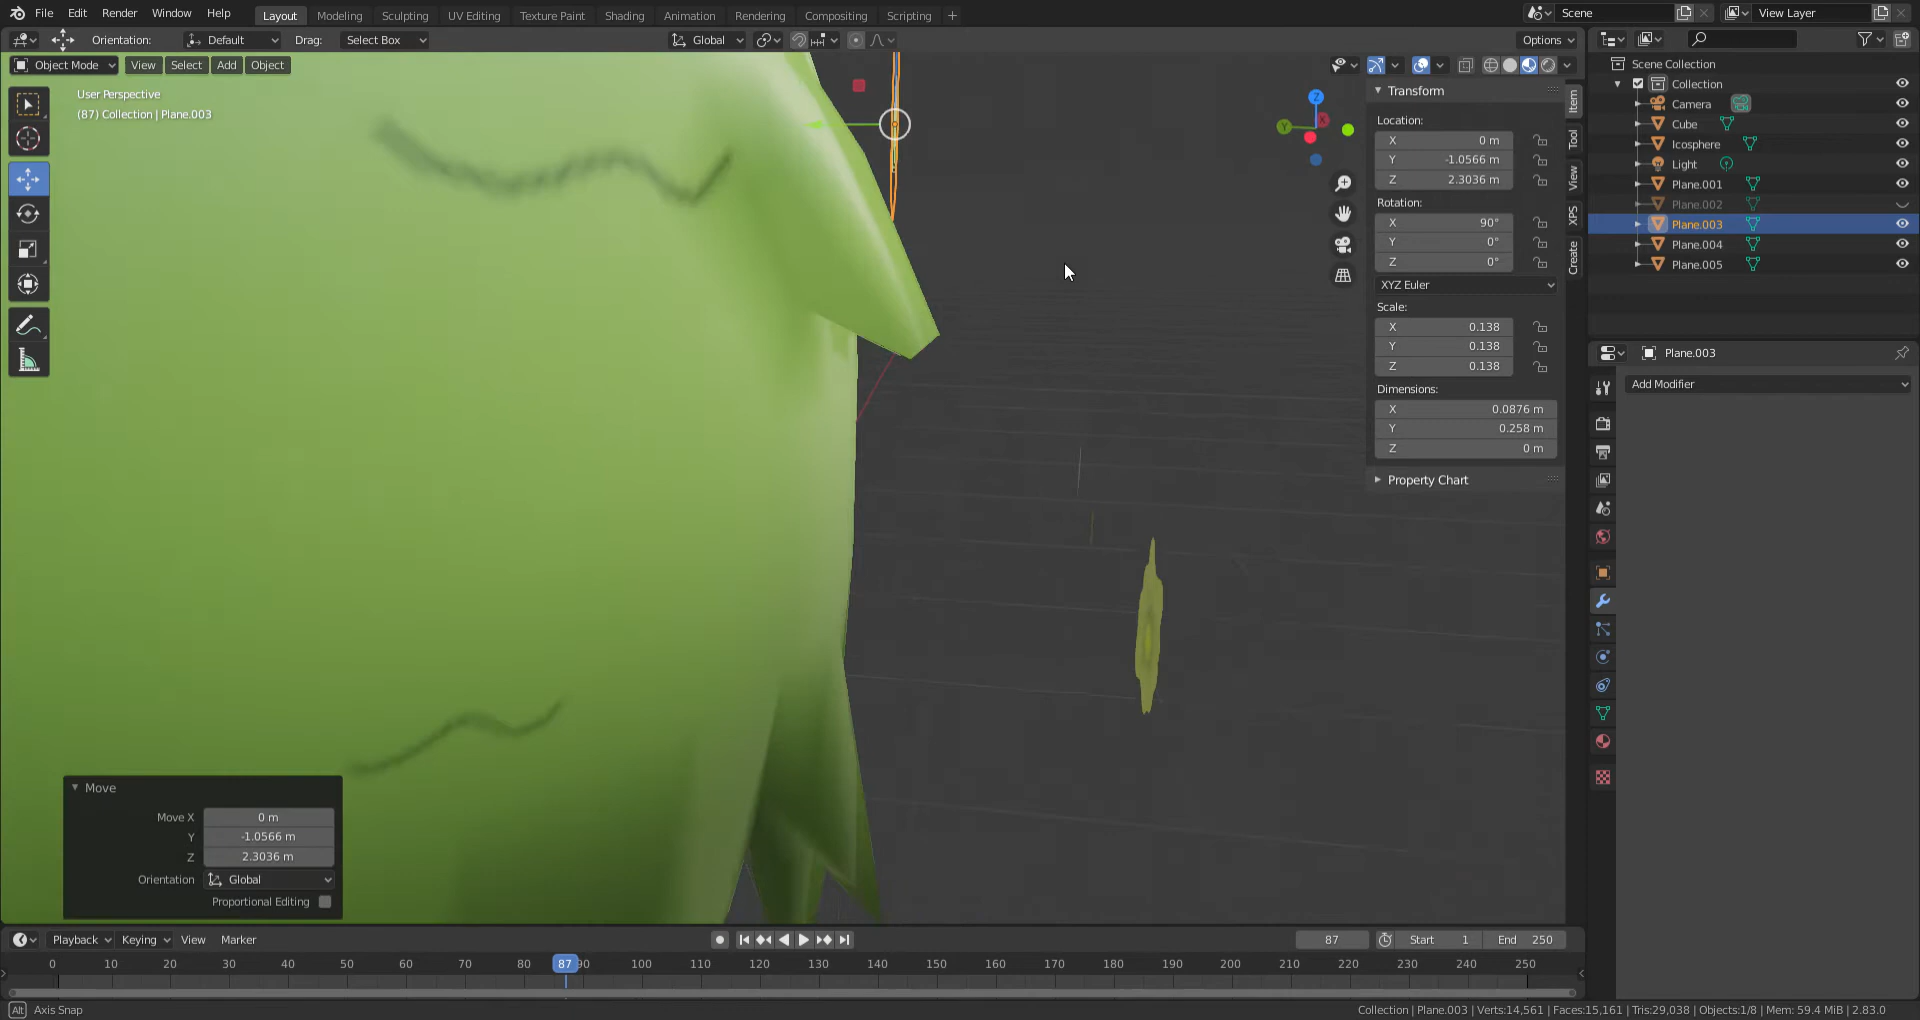 File Edit Render Window Help Layout Modeling Sculpting UV Editing Texture Paint Shading Animation Rendering Compositing Scripting + Scene View Layer
Orientation: Default Drag: Select Box Global Options
Object Mode View Select Add Object
User Perspective
(87) Collection | Plane.003
Transform
Location:
X 0 m
Y -1.0566 m
Z 2.3036 m
Rotation:
X 90°
Y 0°
Z 0°
XYZ Euler
Scale:
X 0.138
Y 0.138
Z 0.138
Dimensions:
X 0.0876 m
Y 0.258 m
Z 0 m
Property Chart
Item
Tool
View
XPS
Create
Z
Y
X
Scene Collection
Collection
Camera
Cube
Icosphere
Light
Plane.001
Plane.002
Plane.003
Plane.004
Plane.005
Plane.003
Add Modifier
Move
Move X 0 m
Y -1.0566 m
Z 2.3036 m
Orientation Global
Proportional Editing
Playback Keying View Marker 87 Start 1 End 250
0 10 20 30 40 50 60 70 80 87 90 100 110 120 130 140 150 160 170 180 190 200 210 220 230 240 250
Alt Axis Snap
Collection | Plane.003 | Verts:14,561 | Faces:15,161 | Tris:29,038 | Objects:1/8 | Mem: 59.4 MiB | 2.83.0